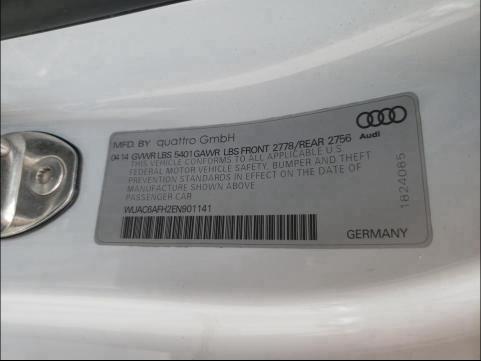 MFD. BY quattro GmbH
Audi
04 14 GVWR LBS 5401 GAWR LBS FRONT 2778/REAR 2756
THIS VEHICLE CONFORMS TO ALL APPLICABLE U S
FEDERAL MOTOR VEHICLE SAFETY, BUMPER AND THEFT
PREVENTION STANDARDS IN EFFECT ON THE DATE OF
MANUFACTURE SHOWN ABOVE
PASSENGER CAR
WUAC6AFH2EN901141
1824085
GERMANY